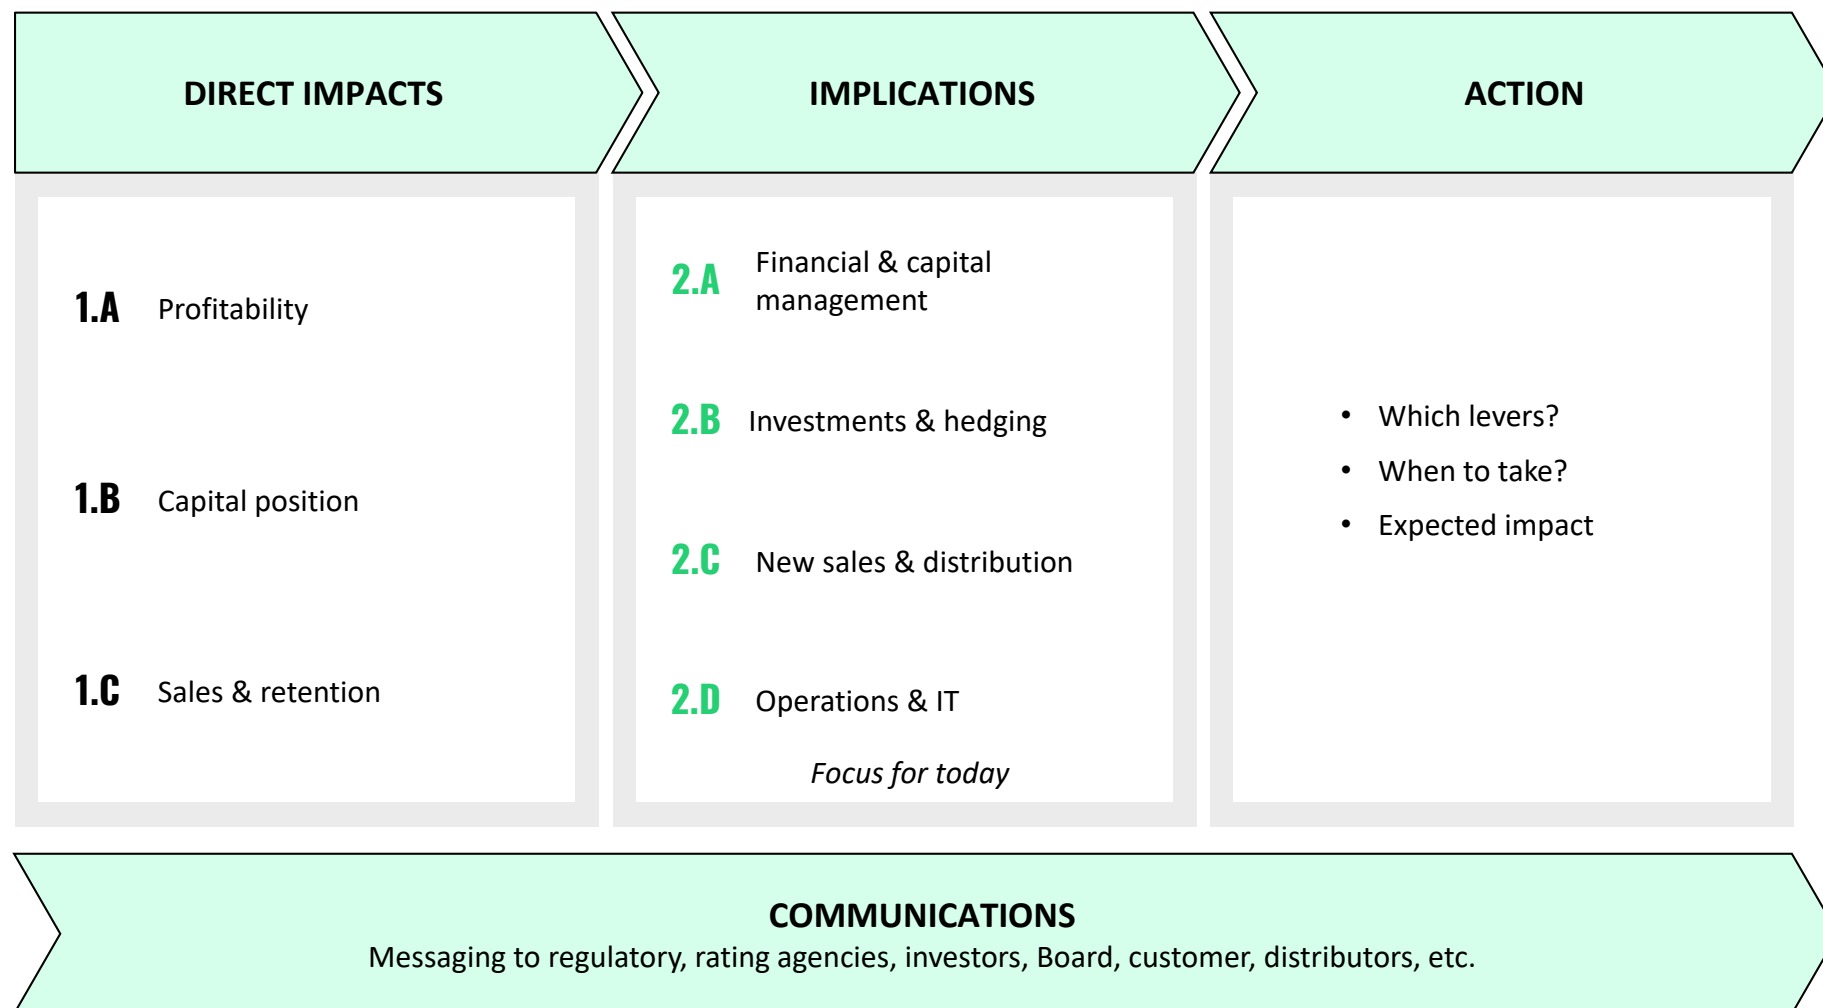 DIRECT IMPACTS
1.A Profitability
1.B Capital position
1.C Sales & retention
IMPLICATIONS
2.A Financial & capital
management
2.B Investments & hedging
2.C New sales & distribution
2.D Operations & IT
Focus for today
ACTION
• Which levers?
• When to take?
• Expected impact
COMMUNICATIONS
Messaging to regulatory, rating agencies, investors, Board, customer, distributors, etc.